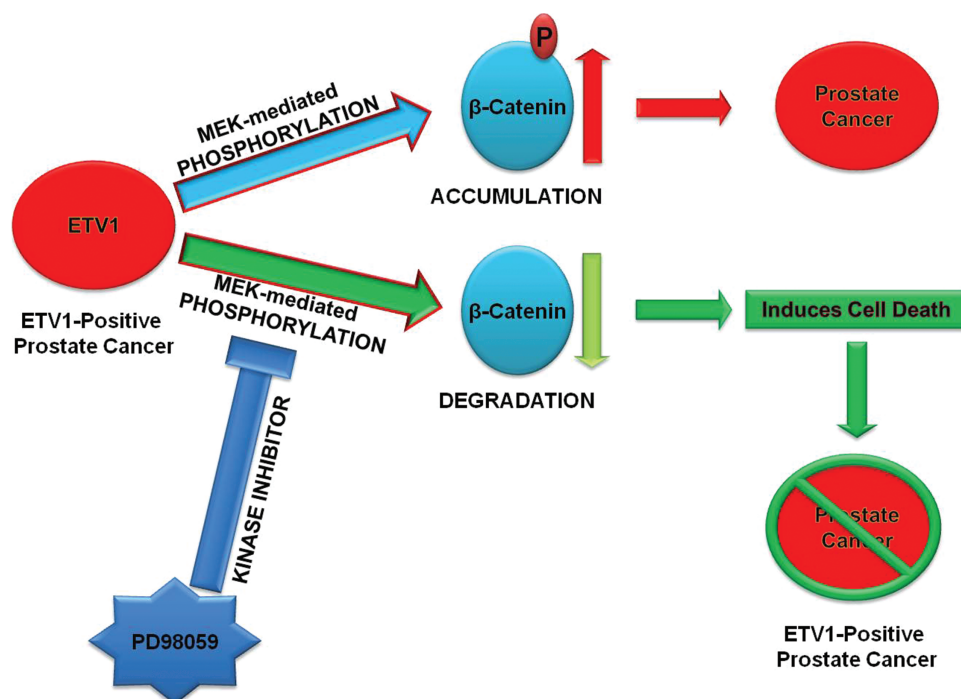 P
β-Catenin
ACCUMULATION
MEK-mediated
PHOSPHORYLATION
Prostate
Cancer
ETV1
ETV1-Positive
Prostate Cancer
MEK-mediated
PHOSPHORYLATION
β-Catenin
DEGRADATION
Induces Cell Death
KINASE INHIBITOR
PD98059
Prostate
Cancer
ETV1-Positive
Prostate Cancer